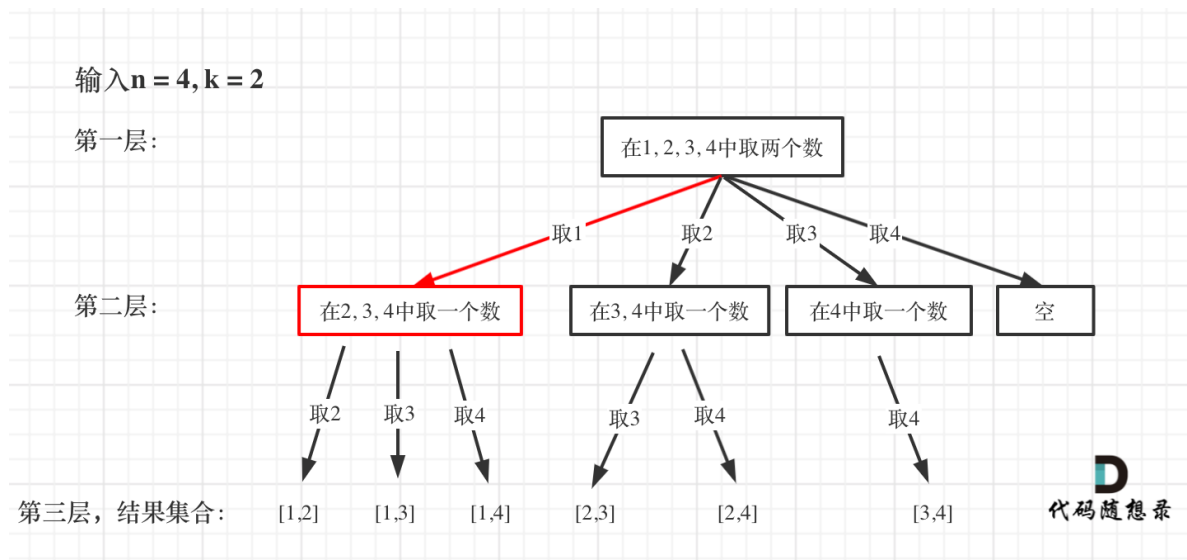 输入n = 4, k = 2
第一层：
在1, 2, 3, 4中取两个数
取1
取2
取3
取4
第二层：
在2, 3, 4中取一个数
在3, 4中取一个数
在4中取一个数
空
取2
取3
取4
取3
取4
取4
第三层，结果集合：
[1,2]
[1,3]
[1,4]
[2,3]
[2,4]
[3,4]
代码随想录